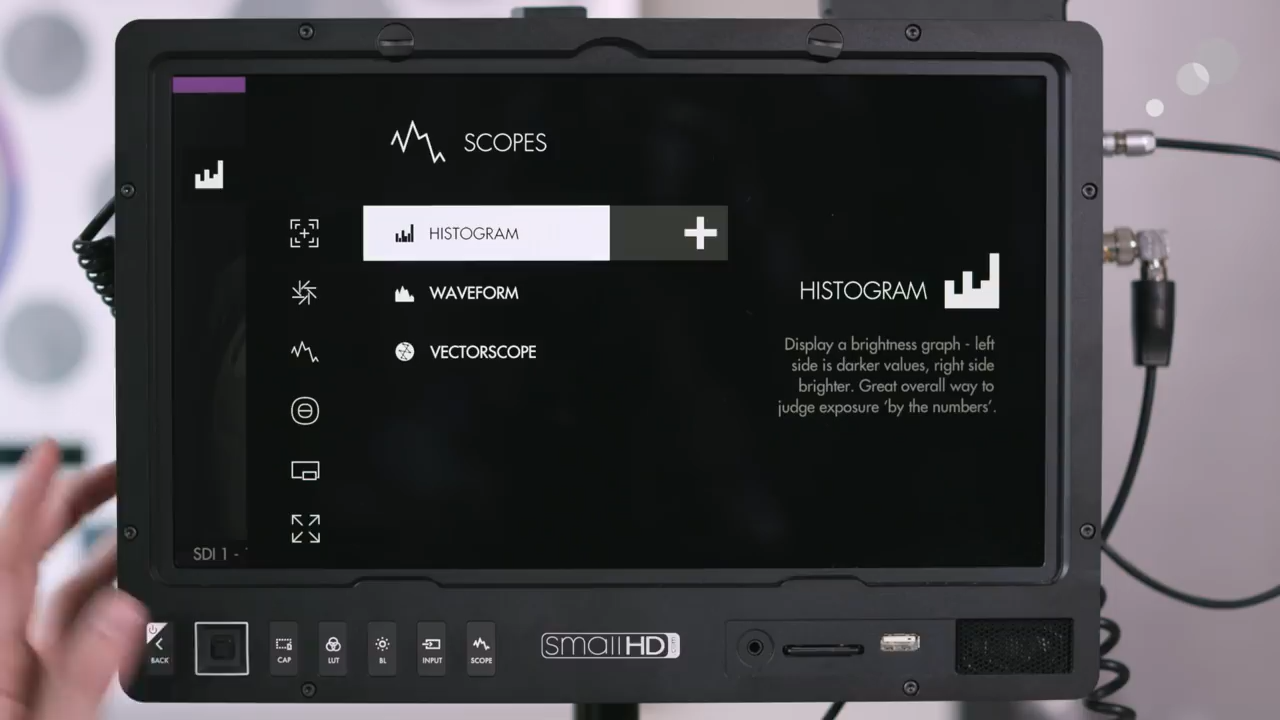 SCOPES
HISTOGRAM
WAVEFORM
VECTORSCOPE
HISTOGRAM
Display a brightness graph - left
side is darker values, right side
brighter. Great overall way to
judge exposure 'by the numbers'.
SDI 1 -
BACK
CAP
LUT
BL
INPUT
SCOPE
smallHD.com